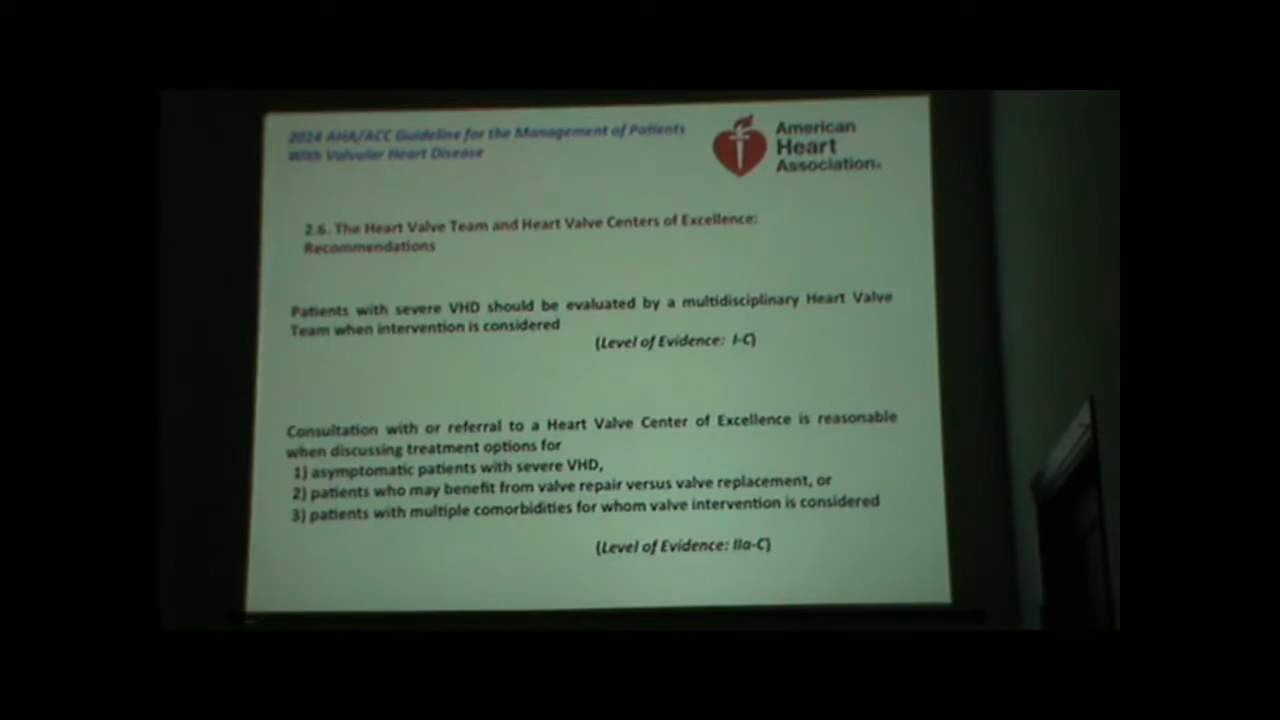 2014 AHA/ACC Guideline for the Management of Patients
With Valvular Heart Disease
American
Heart
Association®
2.6. The Heart Valve Team and Heart Valve Centers of Excellence:
Recommendations
Patients with severe VHD should be evaluated by a multidisciplinary Heart Valve
Team when intervention is considered
(Level of Evidence: I-C)
Consultation with or referral to a Heart Valve Center of Excellence is reasonable
when discussing treatment options for
1) asymptomatic patients with severe VHD,
2) patients who may benefit from valve repair versus valve replacement, or
3) patients with multiple comorbidities for whom valve intervention is considered
(Level of Evidence: IIa-C)